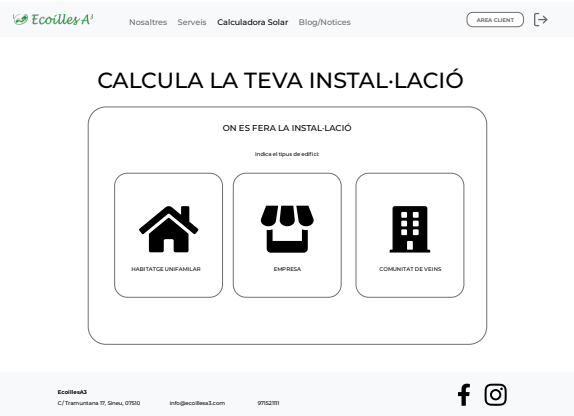 Ecoilles A³
Nosaltres Serveis Calculadora Solar Blog/Notices
AREA CLIENT
CALCULA LA TEVA INSTAL·LACIÓ
ON ES FERA LA INSTAL·LACIÓ
Indica el tipus de edifici:
HABITATGE UNIFAMILAR
EMPRESA
COMUNITAT DE VEINS
EcoillesA3
C/Tramuntana 17, Sineu, 07510 info@ecoillesa3.com 971521111